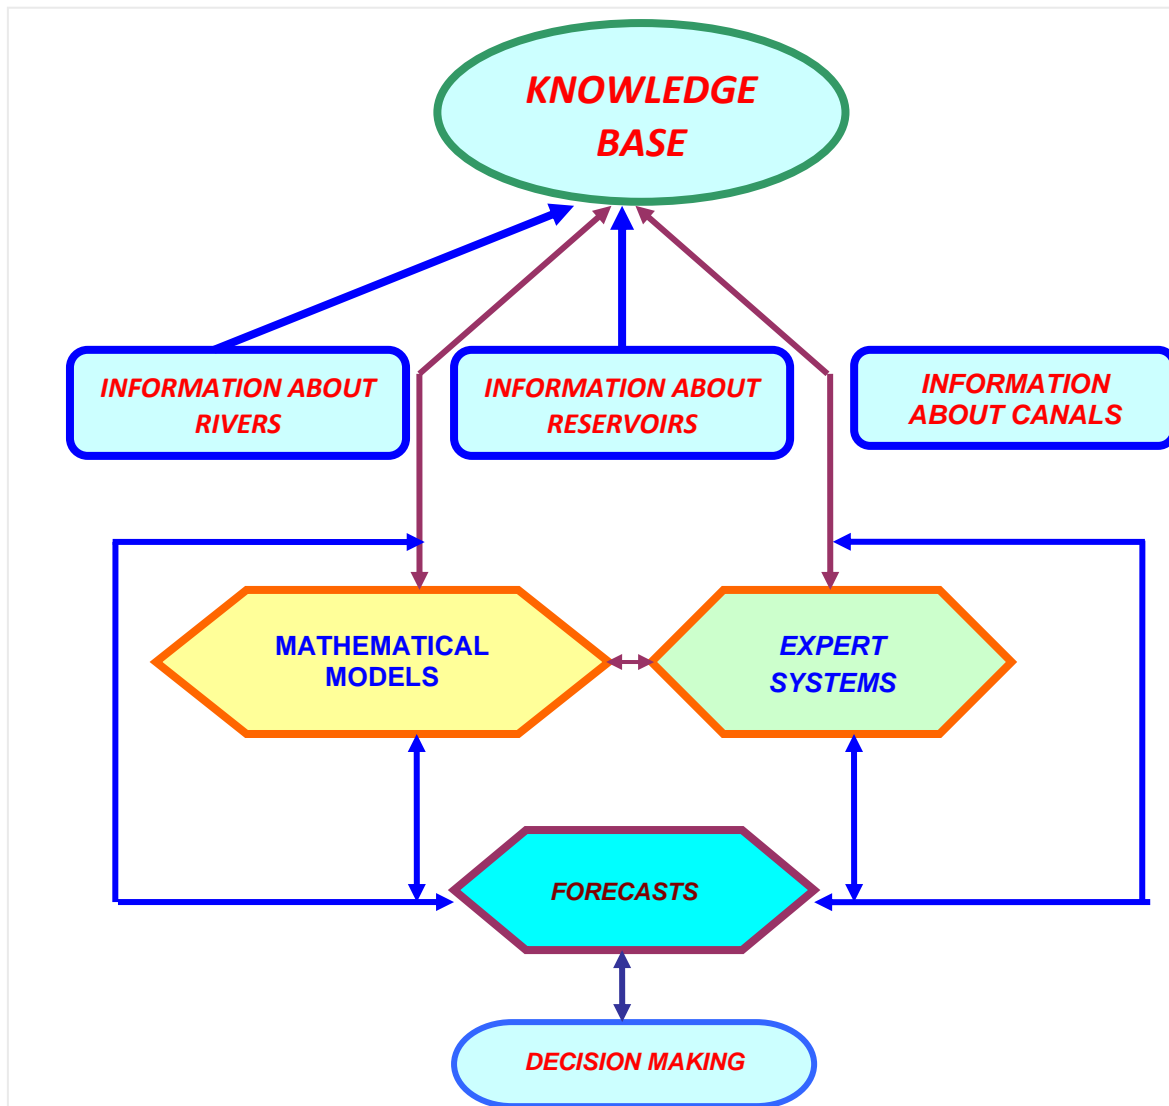 KNOWLEDGE
BASE
INFORMATION ABOUT
RIVERS
INFORMATION ABOUT
RESERVOIRS
INFORMATION
ABOUT CANALS
MATHEMATICAL
MODELS
EXPERT
SYSTEMS
FORECASTS
DECISION MAKING